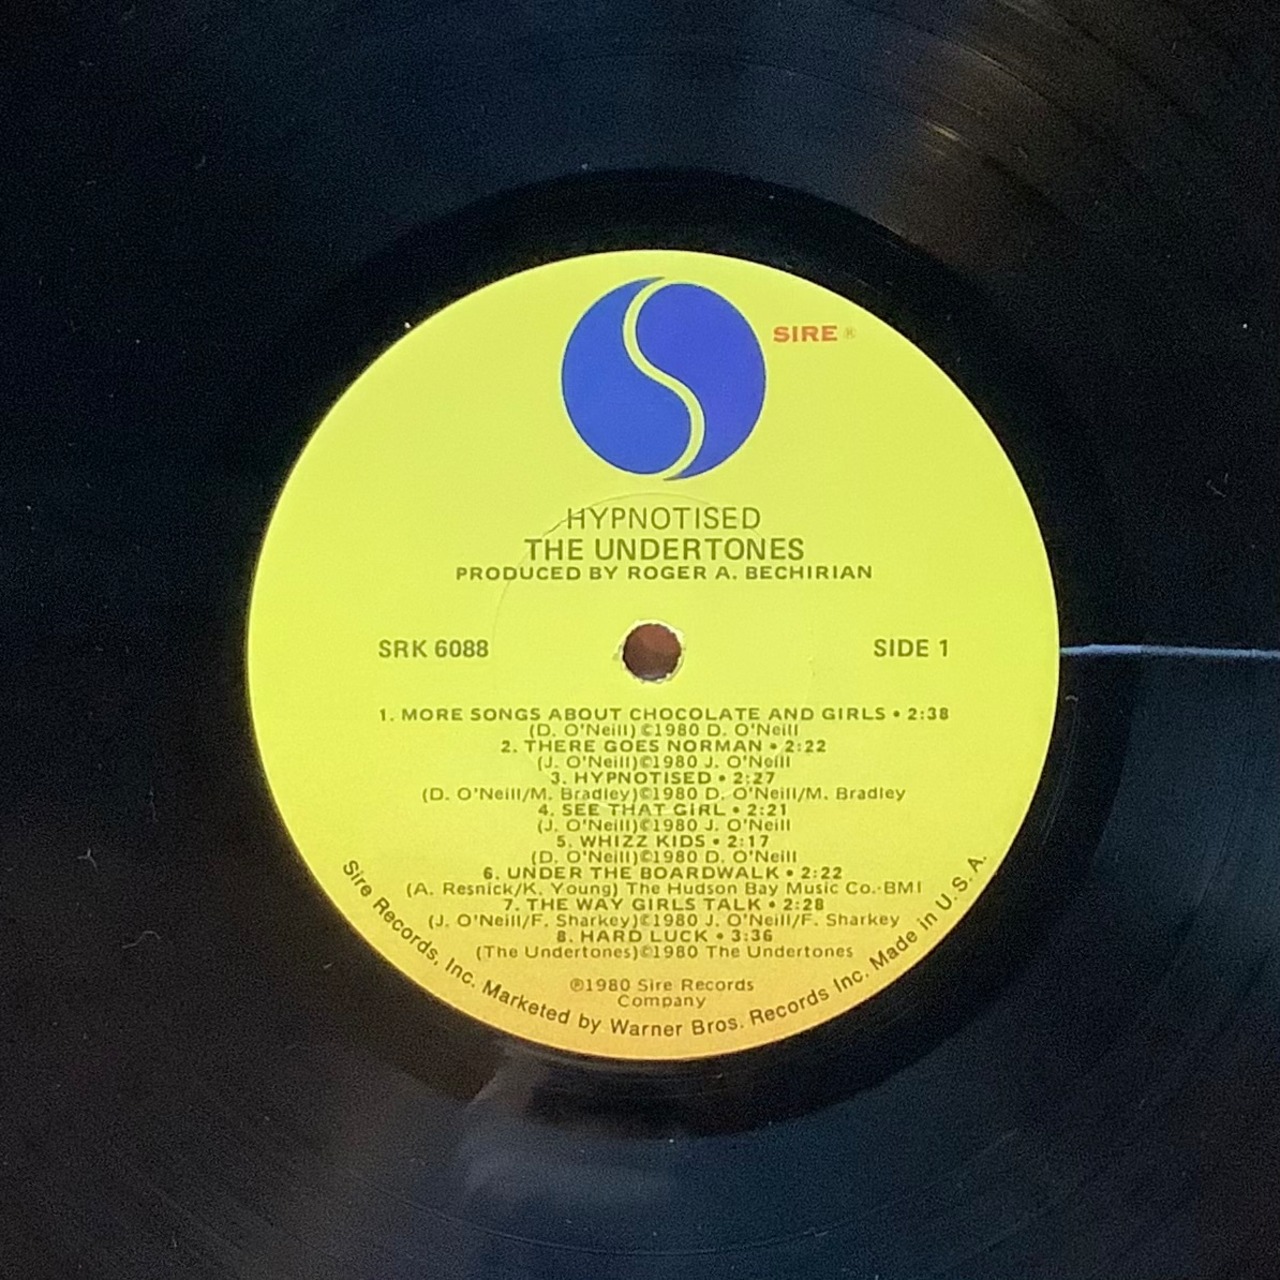 SIRE ®
HYPNOTISED
THE UNDERTONES
PRODUCED BY ROGER A. BECHIRIAN
SRK 6088
SIDE 1
1. MORE SONGS ABOUT CHOCOLATE AND GIRLS • 2:38
(D. O'Neill) ©1980 D. O'Neill
2. THERE GOES NORMAN • 2:22
(J. O'Neill)©1980 J. O'Neill
3. HYPNOTISED • 2:27
(D. O'Neill/M. Bradley)©1980 D. O'Neill/M. Bradley
4. SEE THAT GIRL • 2:21
(J. O'Neill)©1980 J. O'Neill
5. WHIZZ KIDS • 2:17
(D. O'Neill)©1980 D. O'Neill
6. UNDER THE BOARDWALK • 2:22
(A. Resnick/K. Young) The Hudson Bay Music Co.-BMI
7. THE WAY GIRLS TALK • 2:28
(J. O'Neill/F. Sharkey)©1980 J. O'Neill/F. Sharkey
8. HARD LUCK • 3:36
(The Undertones)©1980 The Undertones
℗1980 Sire Records
Company
Sire Records, Inc. Marketed by Warner Bros. Records Inc. Made in U. S. A.